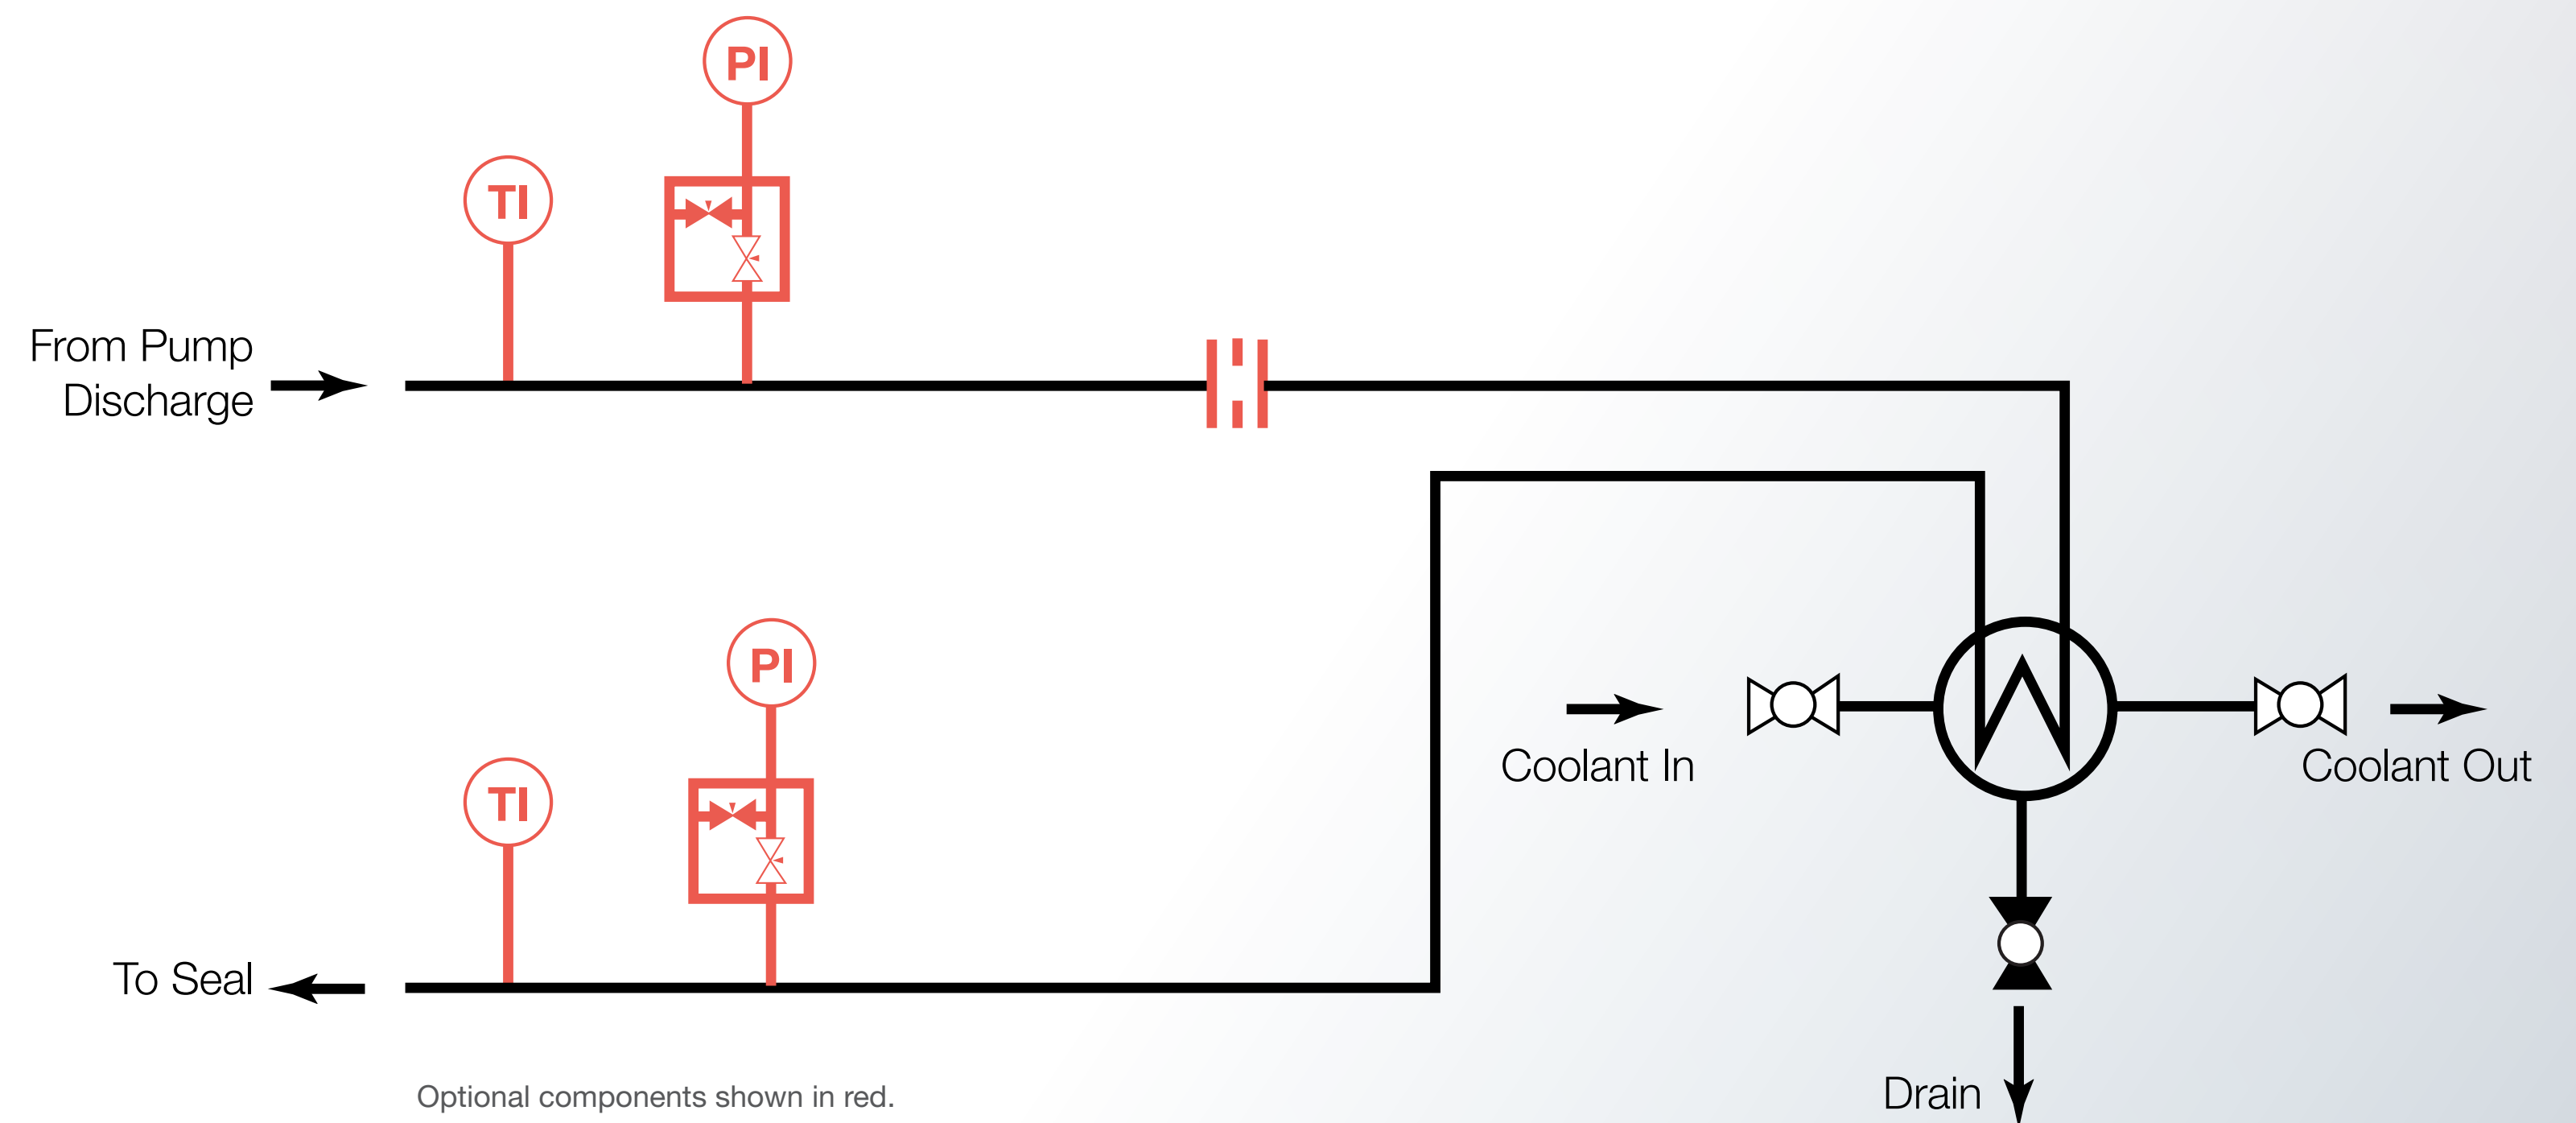 PI
TI
From Pump
Discharge
PI
TI
Coolant In
Coolant Out
To Seal
Optional components shown in red.
Drain